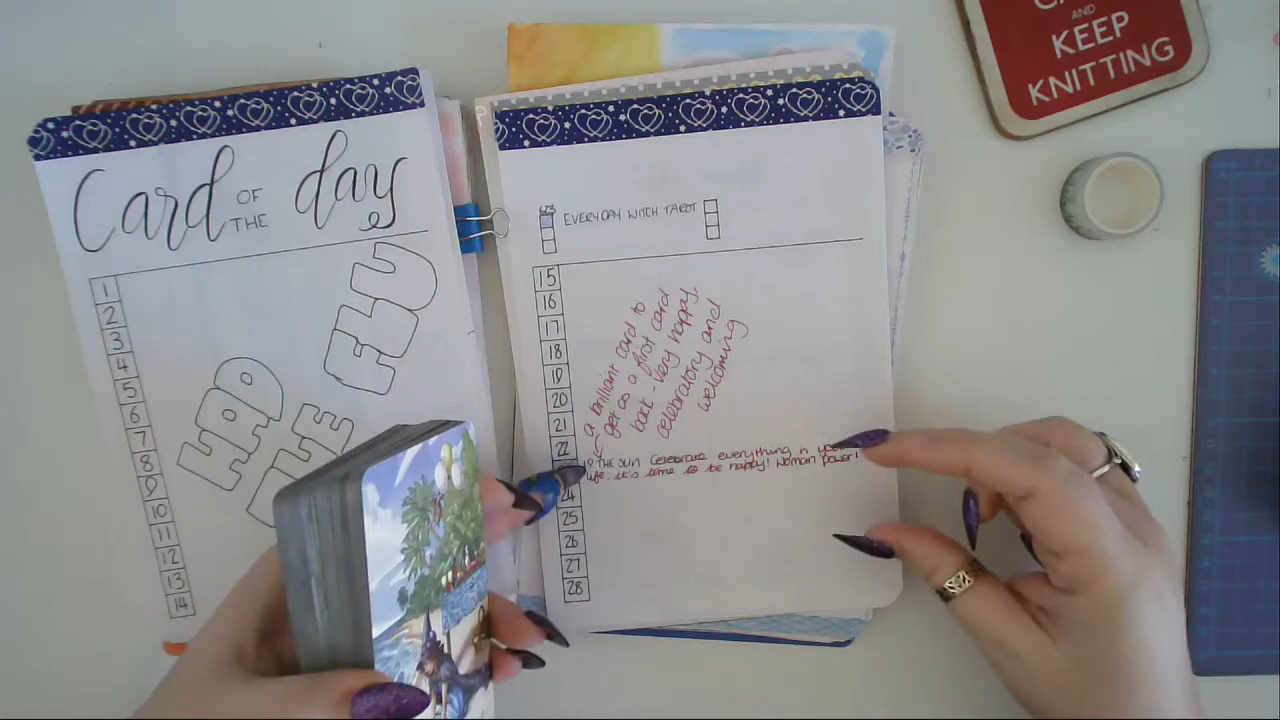 CARD OF THE day
1
2
3
4
5
6
7
8
9
10
11
12
13
14
HAD
THE
FHU
EVERYDAY WITCH TAROT
15
16
17
18
19
20
21
22
24
25
26
27
28
a brilliant card to
get as a first card
back - very happy,
celebratory and
welcoming
19 THE SUN Celebrate everything in
life. it's time to be happy! Woman power!
AND
KEEP
KNITTING